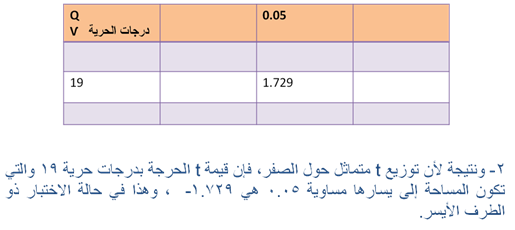 Q 0.05
V درجات الحرية
19 1.729
٢- ونتيجة لأن توزيع t متماثل حول الصفر، فإن قيمة t الحرجة بدرجات حرية ١٩ والتي
تكون المساحة إلى يسارها مساوية ٠.٠٥ هي ١.٧٢٩- ، وهذا في حالة الاختبار ذو
الطرف الأيسر.